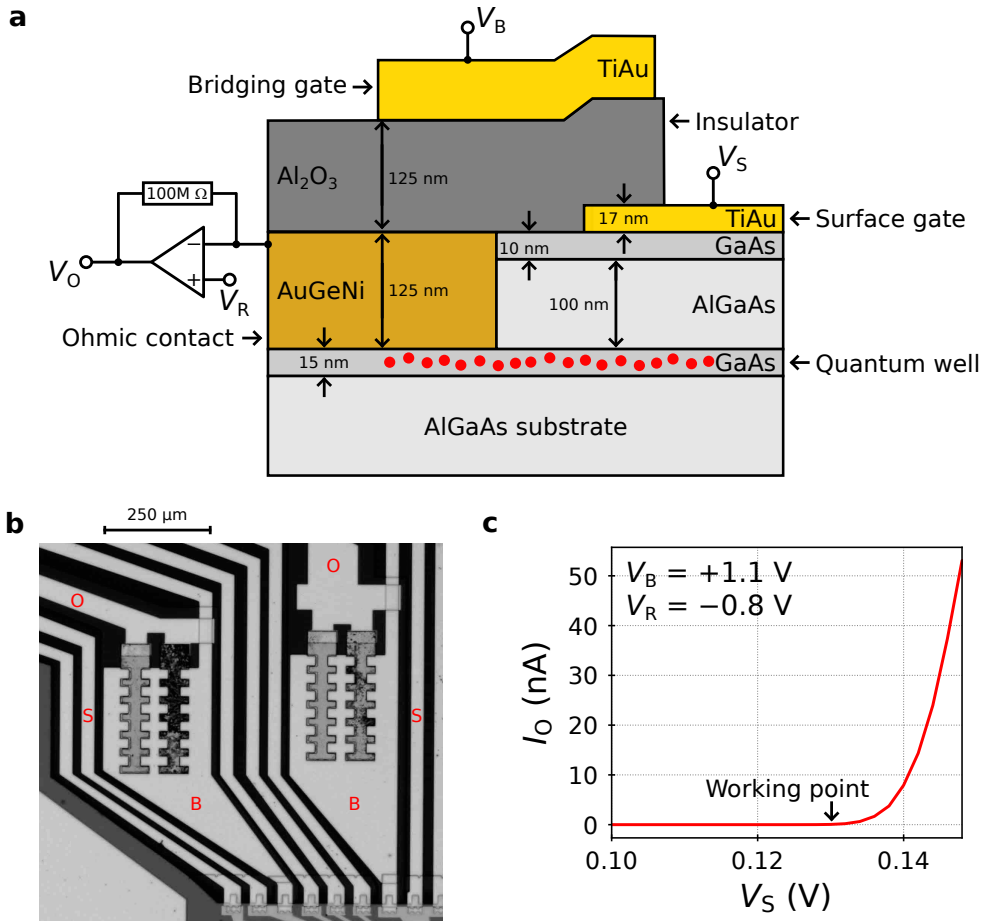 a
V_B
TiAu
Bridging gate
Insulator
Al₂O₃
125 nm
V_S
100M Ω
17 nm
TiAu
Surface gate
−
10 nm
GaAs
V_O
+
V_R
AuGeNi
125 nm
100 nm
AlGaAs
Ohmic contact
15 nm
GaAs
Quantum well
AlGaAs substrate
b
250 μm
O
O
S
S
B
B
c
V_B = +1.1 V
V_R = −0.8 V
50
40
30
20
10
0
I_O (nA)
Working point
0.10
0.12
0.14
V_S (V)